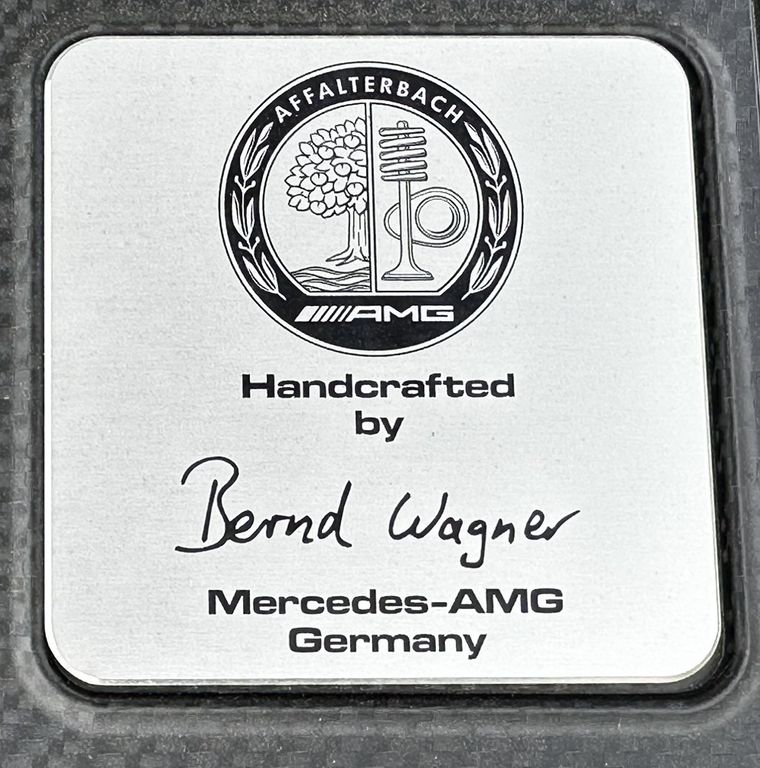 AFFALTERBACH
AMG
Handcrafted
by
Bernd Wagner
Mercedes-AMG
Germany